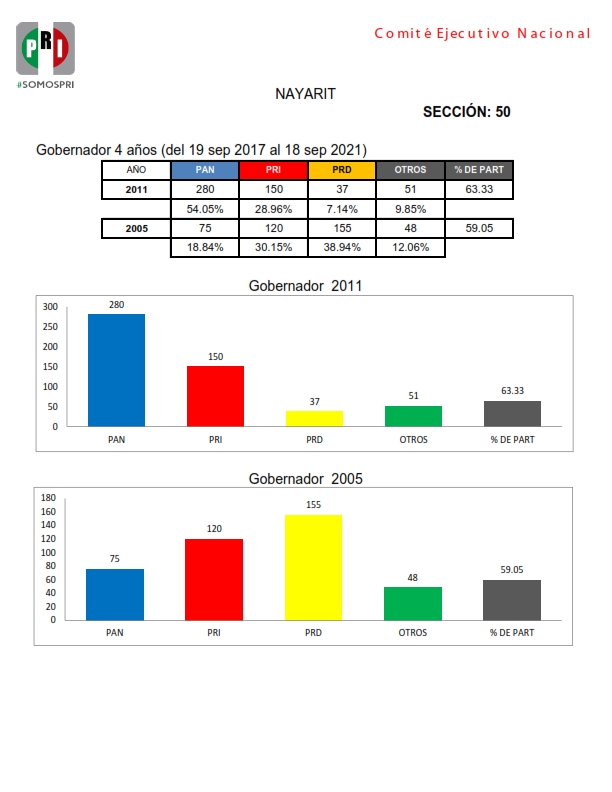 Comité Ejecutivo Nacional
PRI
#SOMOSPRI
NAYARIT
SECCIÓN: 50
Gobernador 4 años (del 19 sep 2017 al 18 sep 2021)
AÑO PAN PRI PRD OTROS % DE PART
2011 280 150 37 51 63.33
54.05% 28.96% 7.14% 9.85%
2005 75 120 155 48 59.05
18.84% 30.15% 38.94% 12.06%
Gobernador 2011
300
250
200
150
100
50
0
280
150
37
51
63.33
PAN PRI PRD OTROS % DE PART
Gobernador 2005
180
160
140
120
100
80
60
40
20
0
75
120
155
48
59.05
PAN PRI PRD OTROS % DE PART